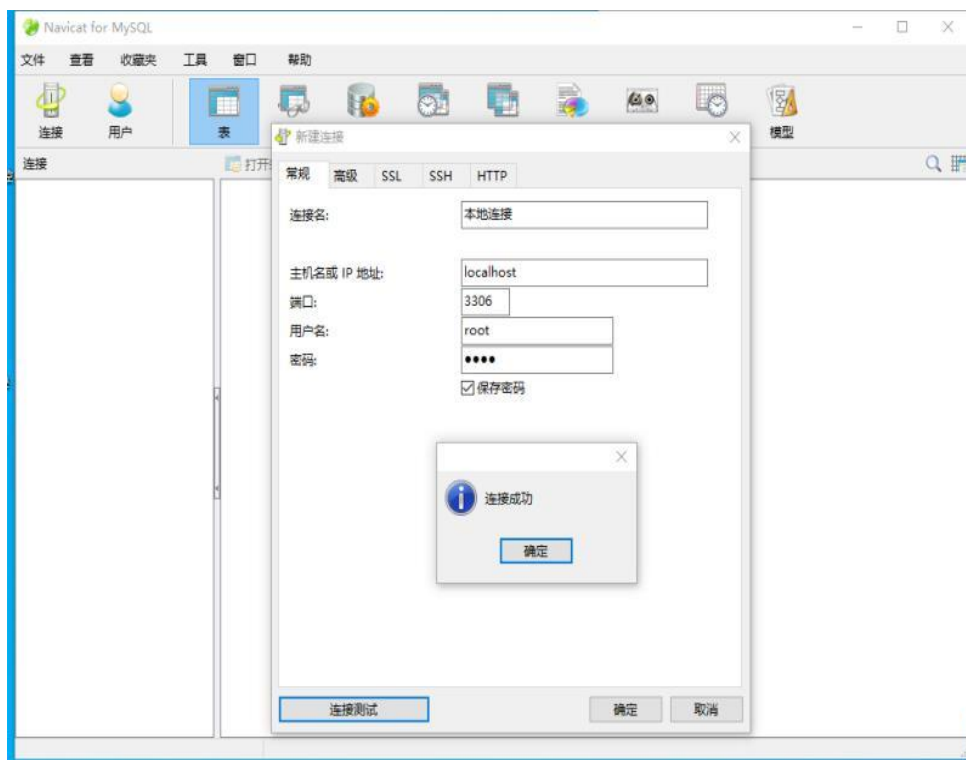 Navicat for MySQL
文件 查看 收藏夹 工具 窗口 帮助
连接 用户 表 模型
连接 打开
新建连接
常规 高级 SSL SSH HTTP
连接名: 本地连接
主机名或 IP 地址: localhost
端口: 3306
用户名: root
密码: ••••
保存密码
连接成功
确定
连接测试 确定 取消